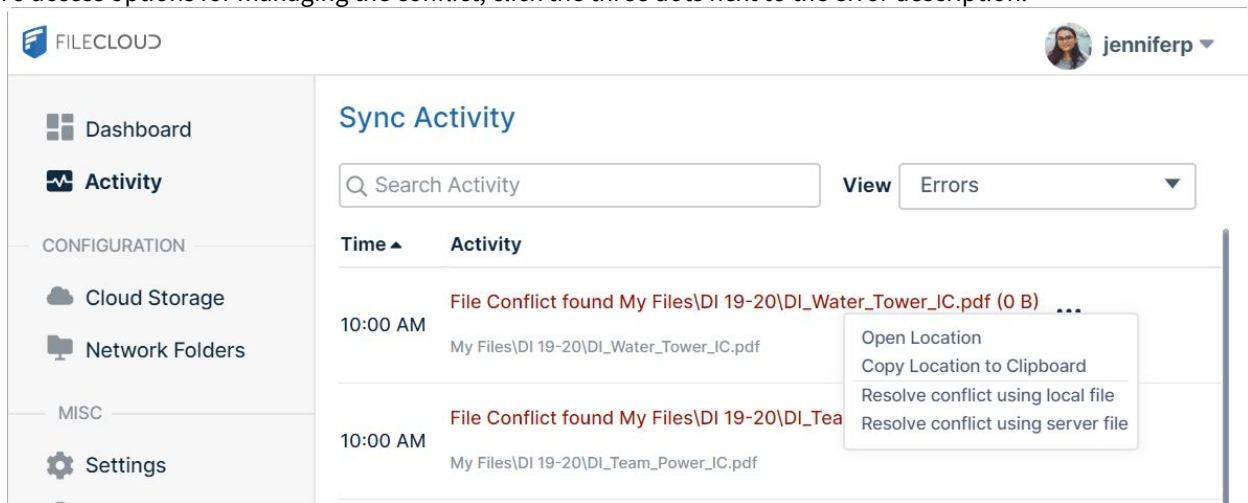 To access options for managing the conflict, click the three dots next to the error description.
FILECLOUD
jenniferp
Dashboard
Activity
CONFIGURATION
Cloud Storage
Network Folders
MISC
Settings
Sync Activity
Search Activity
View Errors
Time Activity
File Conflict found My Files\DI 19-20\DI_Water_Tower_IC.pdf (0 B)
10:00 AM
My Files\DI 19-20\DI_Water_Tower_IC.pdf
Open Location
Copy Location to Clipboard
Resolve conflict using local file
Resolve conflict using server file
File Conflict found My Files\DI 19-20\DI_Tea
10:00 AM
My Files\DI 19-20\DI_Team_Power_IC.pdf